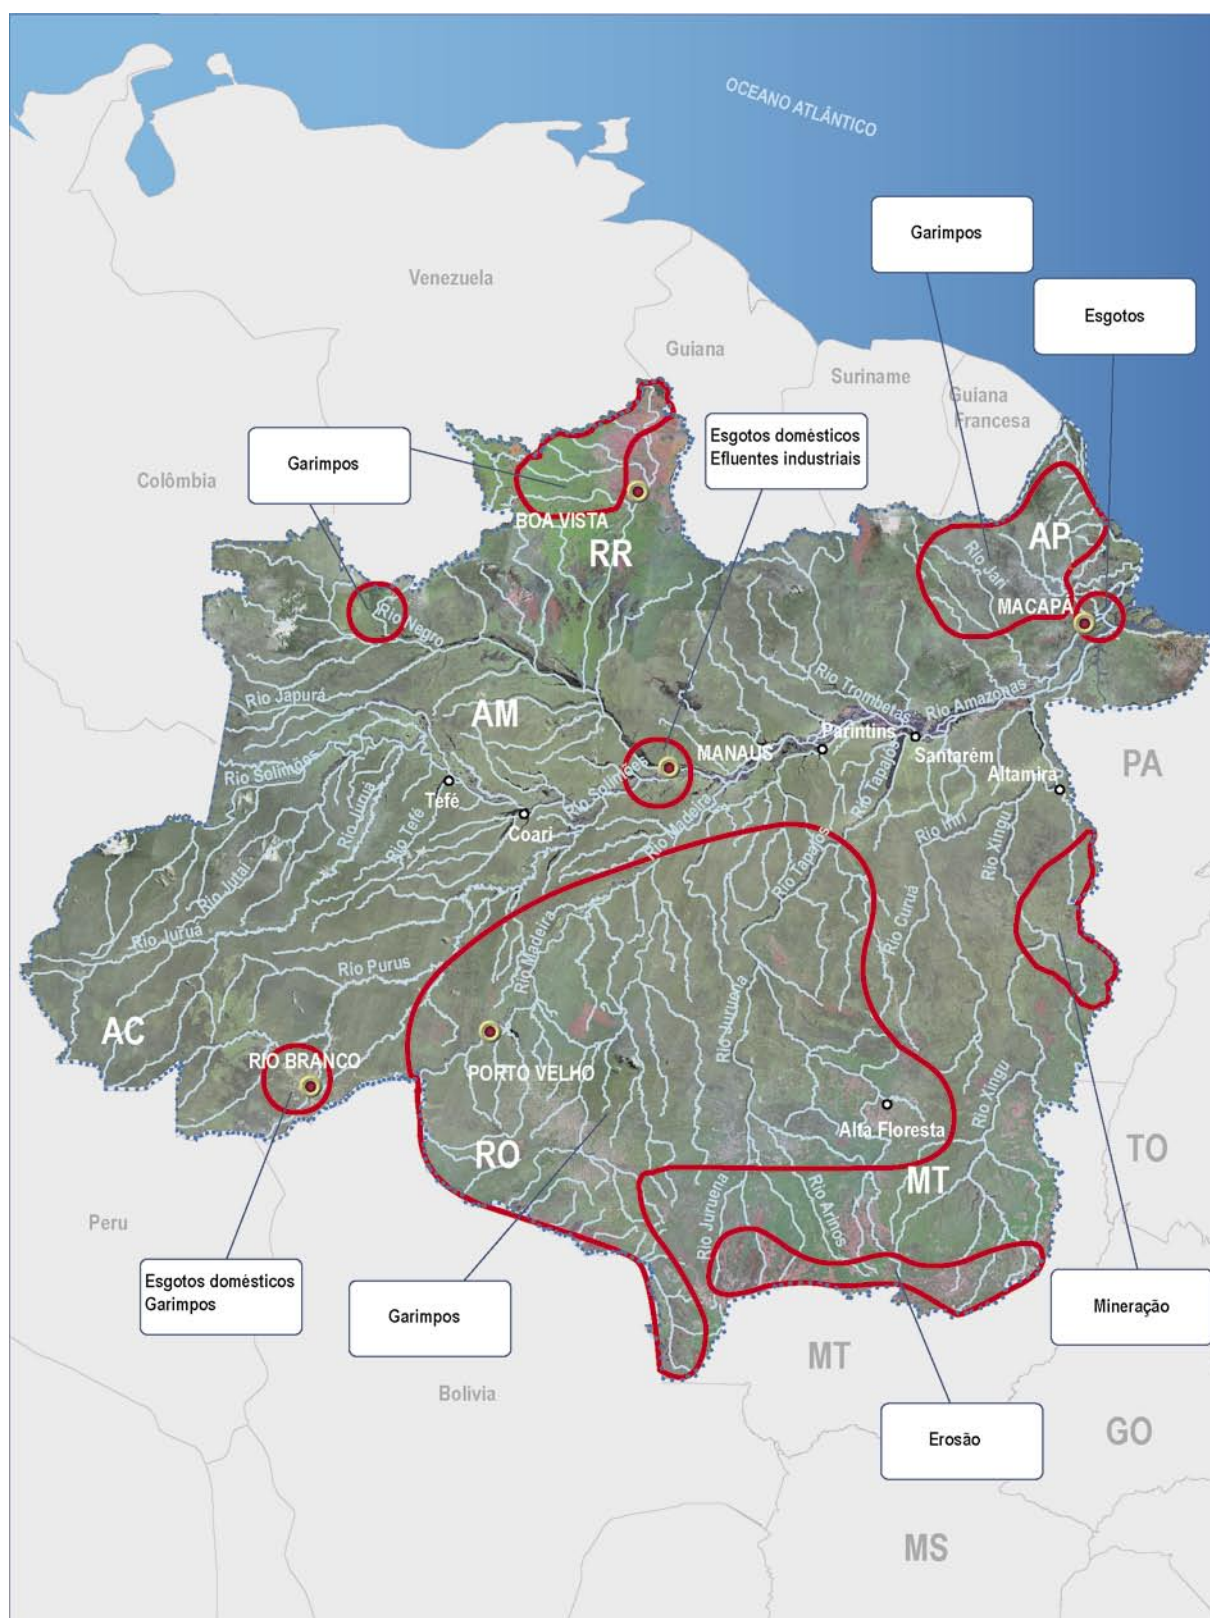 OCEANO ATLÂNTICO
Garimpos
Venezuela
Esgotos
Guiana
Suriname
Guiana
Francesa
Esgotos domésticos
Efluentes industriais
Garimpos
Colômbia
BOA VISTA
RR
AP
Rio Jari
MACAPÁ
Rio Negro
Rio Japurá
Rio Trombetas
Rio Amazonas
AM
Parintins
MANAUS
Santarém
PA
Rio Solimões
Rio Solimões
Altamira
Tefé
Rio Tapajós
Rio Juruá
Rio Tefé
Coari
Rio Madeira
Rio Iriri
Rio Xingu
Rio Tapajós
Rio Jutaí
Rio Juruá
Rio Curuá
Rio Purus
Rio Madeira
Rio Juruena
AC
RIO BRANCO
PORTO VELHO
Rio Xingu
Alta Floresta
RO
TO
MT
Rio Juruena
Rio Arinos
Peru
Esgotos domésticos
Garimpos
Garimpos
Mineração
MT
Bolivia
Erosão
GO
MS